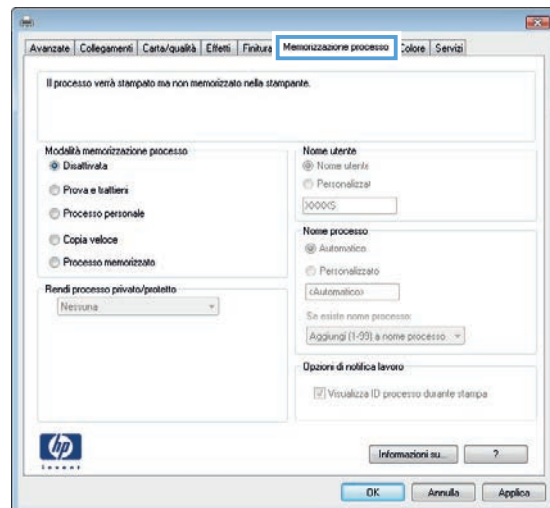 Avanzate Collegamenti Carta/qualità Effetti Finitura Memorizzazione processo Colore Servizi
Il processo verrà stampato ma non memorizzato nella stampante.
Modalità memorizzazione processo
Disattivata
Prova e trattieni
Processo personale
Copia veloce
Processo memorizzato
Rendi processo privato/protetto
Nessuna
Nome utente
Nome utente
Personalizzat
XXXXS
Nome processo
Automatico
Personalizzato
<Automatico>
Se esiste nome processo:
Aggiungi (1-99) a nome processo
Opzioni di notifica lavoro
Visualizza ID processo durante stampa
hp
invent
Informazioni su... ?
OK Annulla Applica